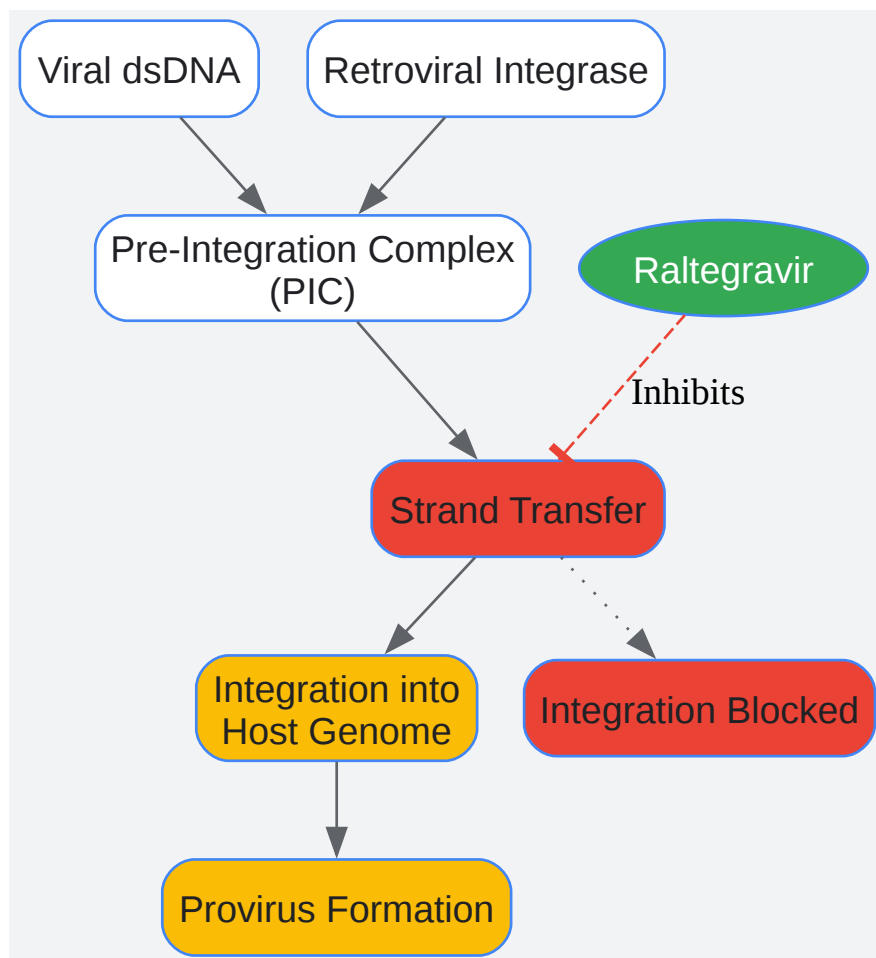 Viral dsDNA
Retroviral Integrase
Pre-Integration Complex
(PIC)
Raltegravir
Inhibits
Strand Transfer
Integration into
Host Genome
Integration Blocked
Provirus Formation